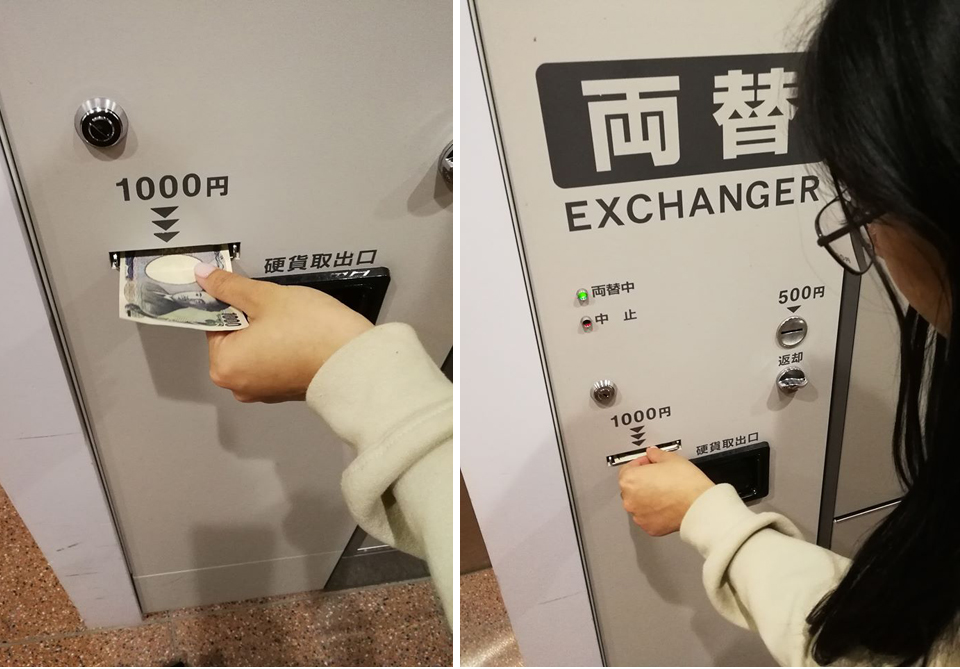 1000円
硬貨取出口
1000
両替
EXCHANGER
両替中
中 止
500円
返却
1000円
硬貨取出口